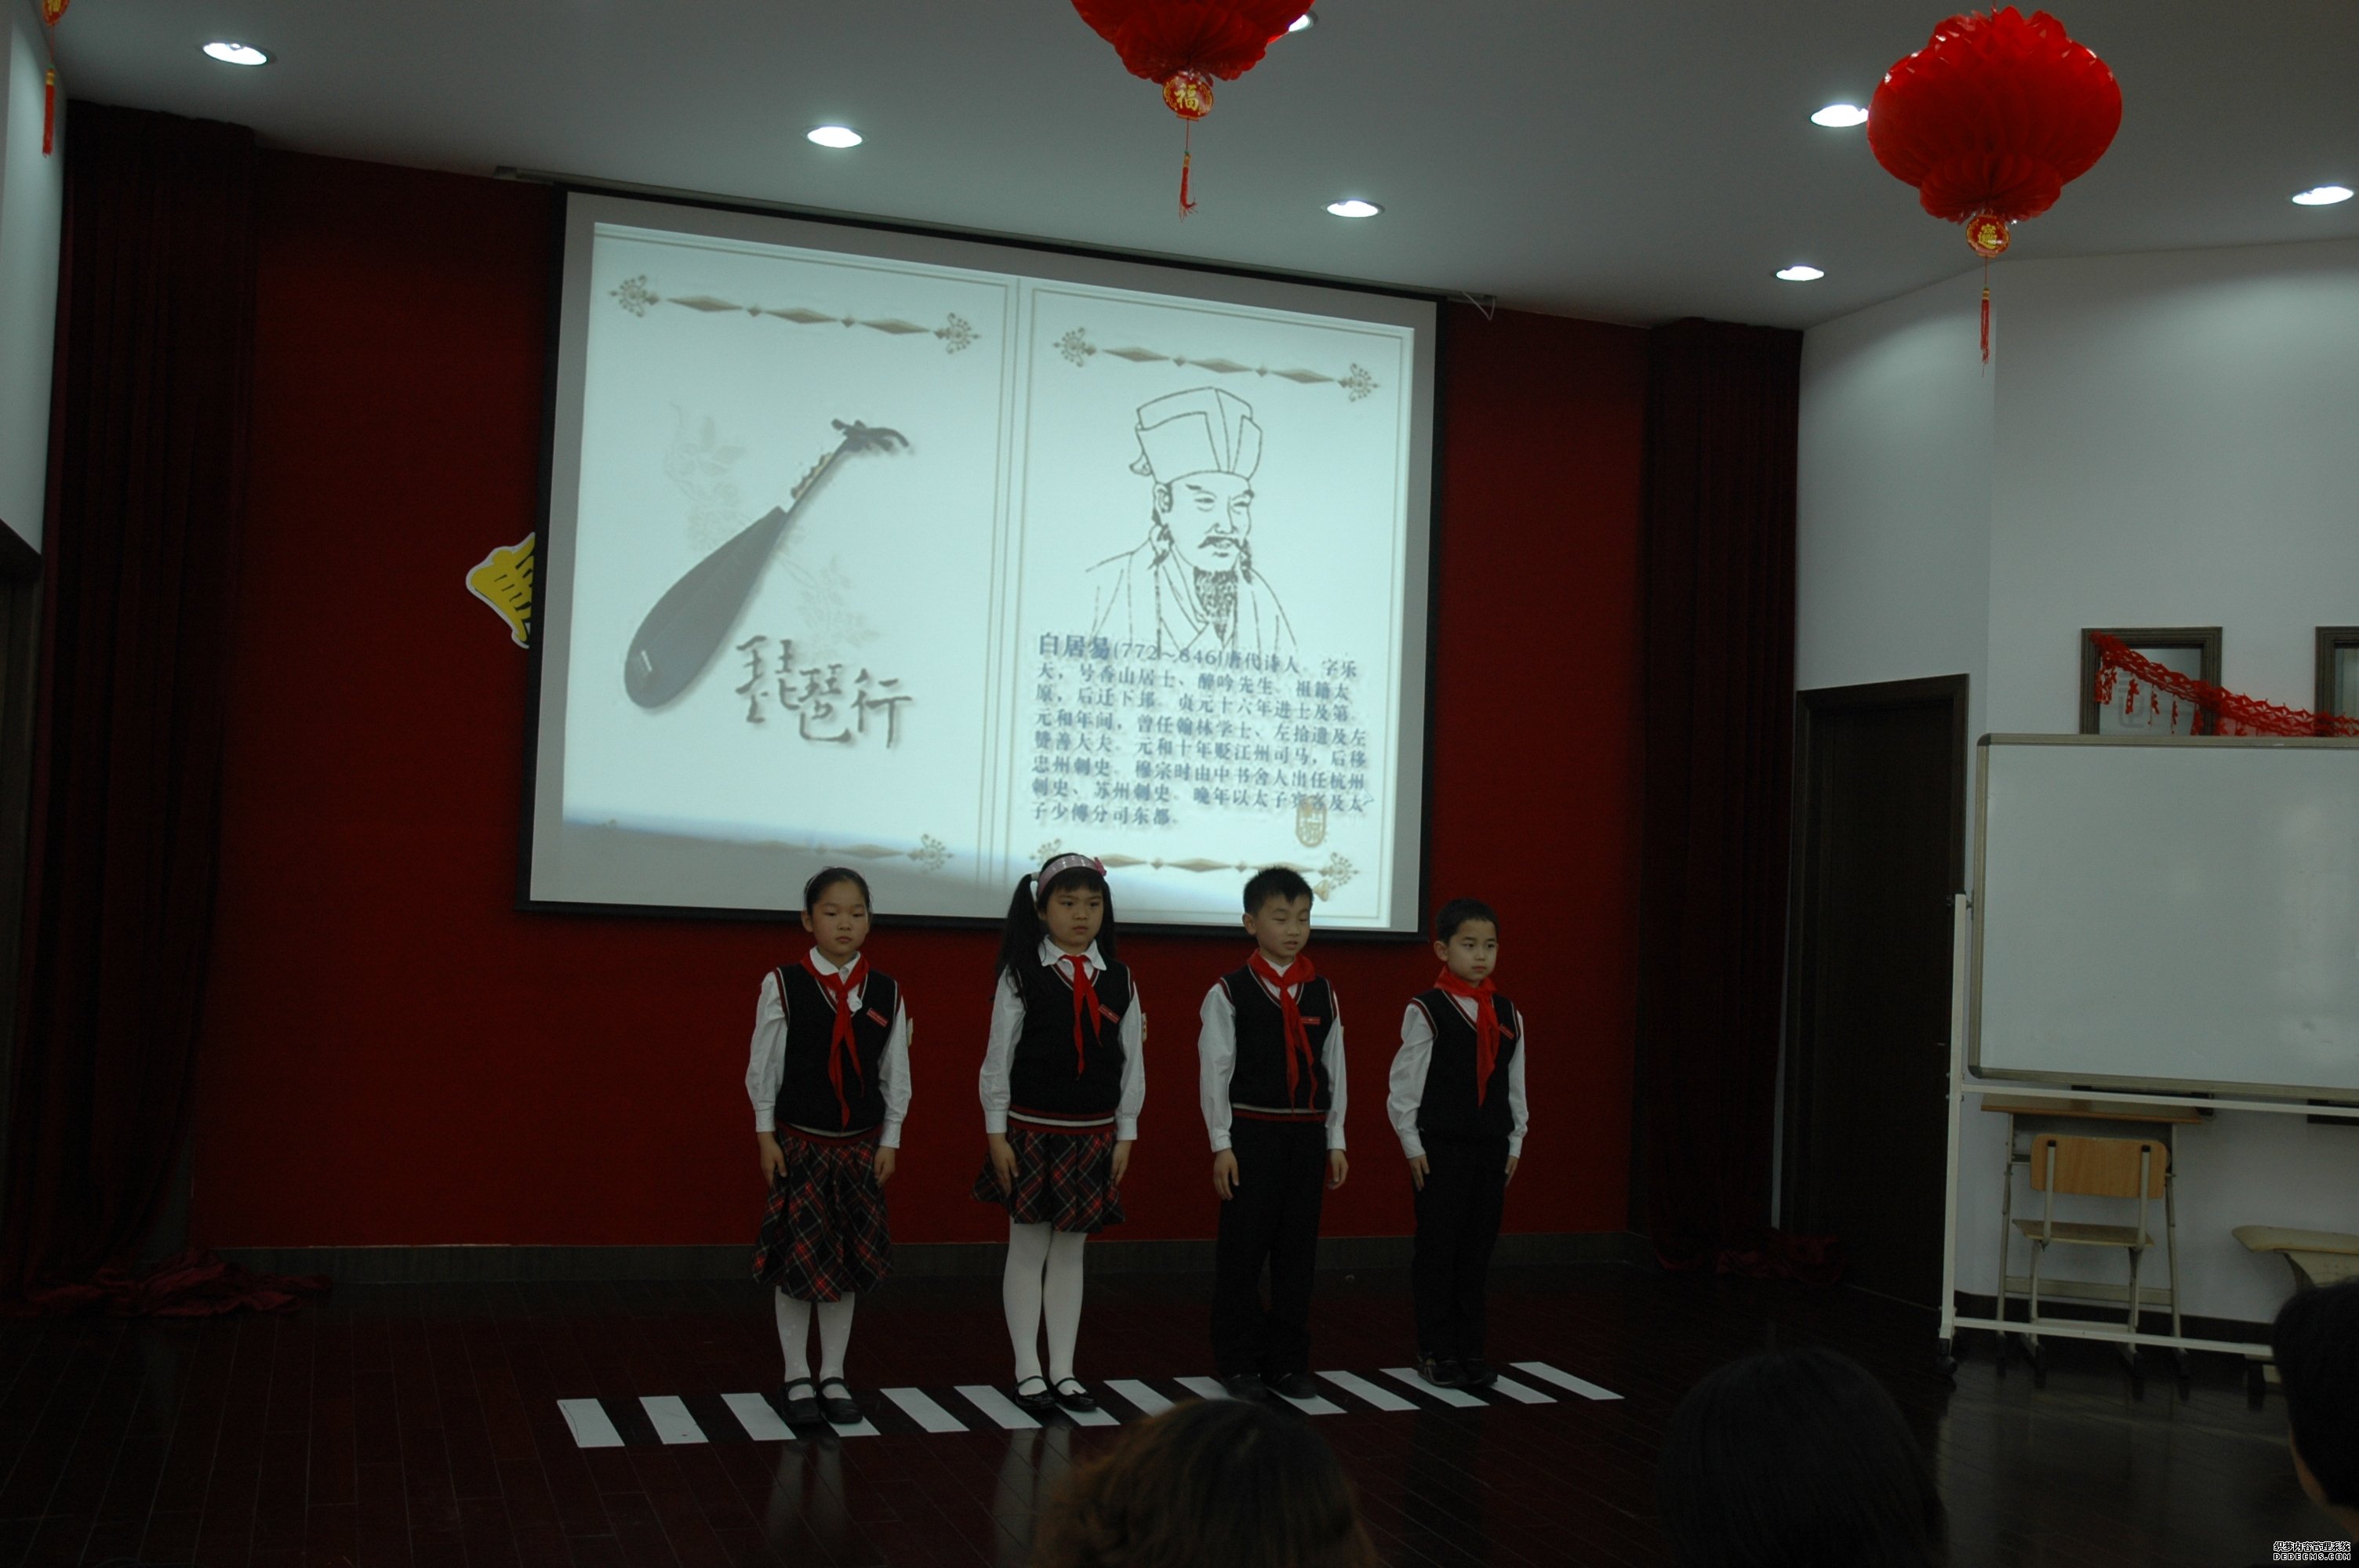 福
琵琶行
白居易(772～846)唐代诗人。字乐
天，号香山居士、醉吟先生。祖籍太
原，后迁下邽。贞元十六年进士及第。
元和年间，曾任翰林学士、左拾遗及左
赞善大夫。元和十年贬江州司马，后移
忠州刺史。穆宗时由中书舍人出任杭州
刺史、苏州刺史。晚年以太子宾客及太
子少傅分司东都。
织梦内容管理系统
DEDECMS.COM